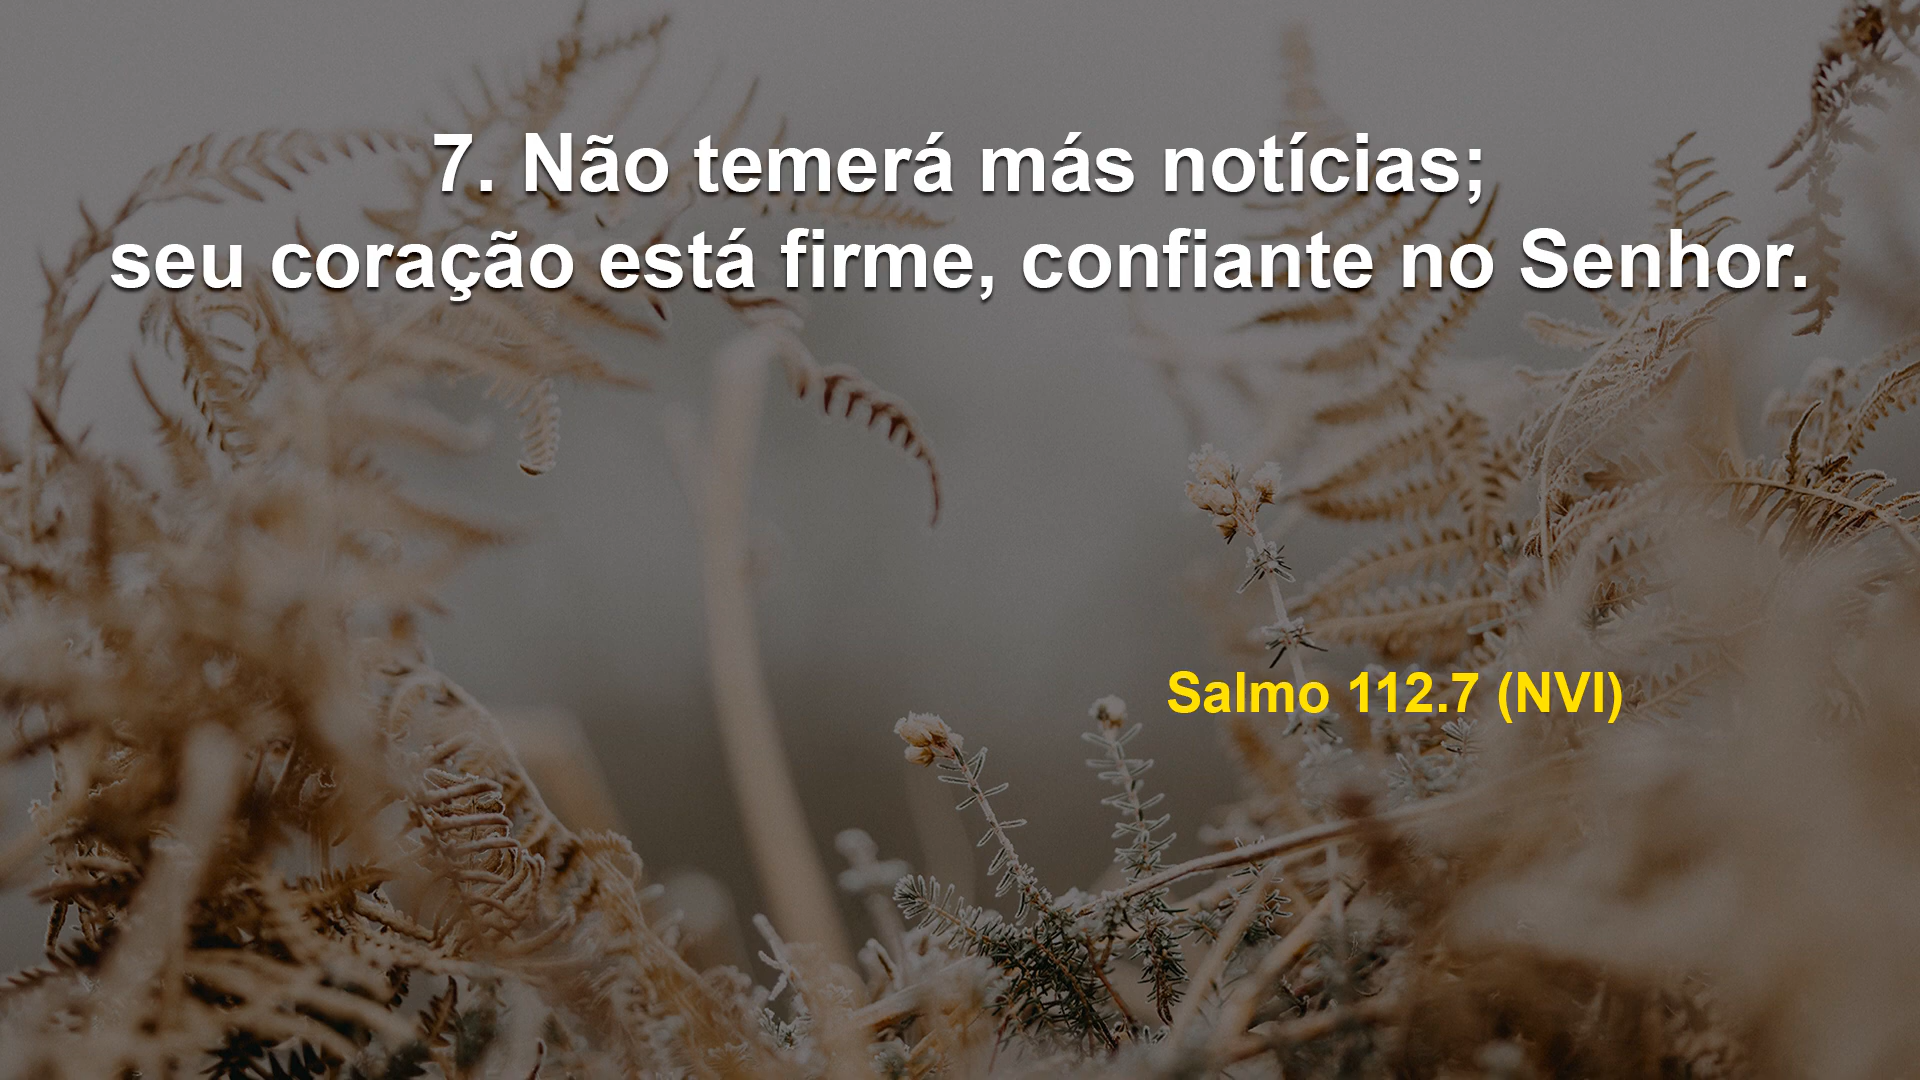 7. Não temerá más notícias;
seu coração está firme, confiante no Senhor.
Salmo 112.7 (NVI)